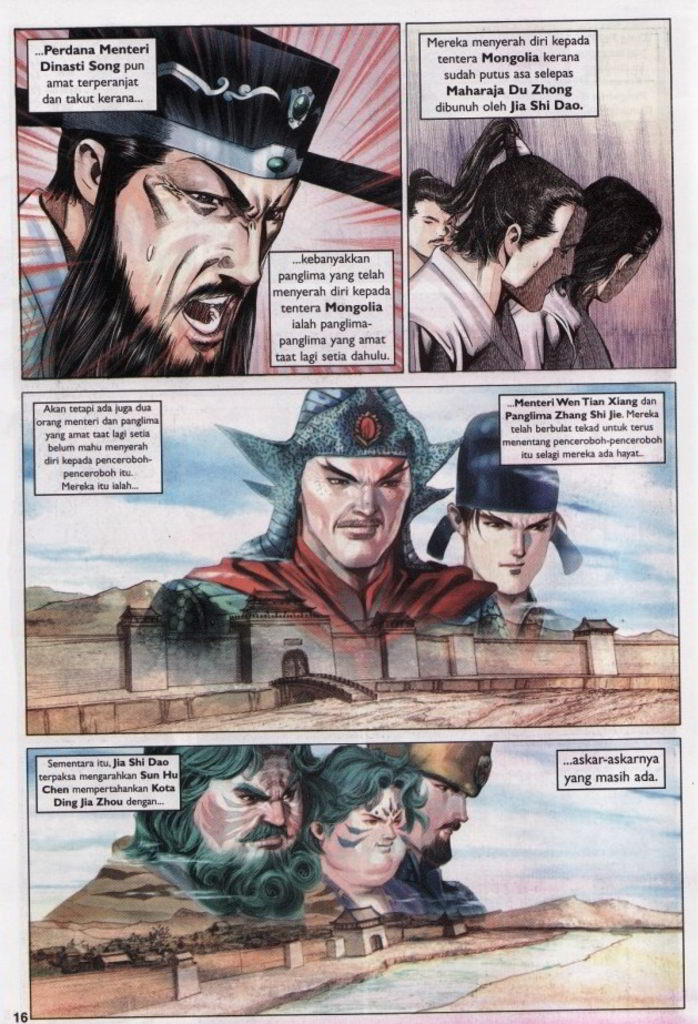 ...Perdana Menteri
Dinasti Song pun
amat terperanjat
dan takut kerana...
...kebanyakkan
panglima yang telah
menyerah diri kepada
tentera Mongolia
ialah panglima-
panglima yang amat
taat lagi setia dahulu.
Mereka menyerah diri kepada
tentera Mongolia kerana
sudah putus asa selepas
Maharaja Du Zhong
dibunuh oleh Jia Shi Dao.
Akan tetapi ada juga dua
orang menteri dan panglima
yang amat taat lagi setia
belum mahu menyerah
diri kepada penceroboh-
penceroboh itu.
Mereka itu ialah...
...Menteri Wen Tian Xiang dan
Panglima Zhang Shi Jie. Mereka
telah berbulat tekad untuk terus
menentang penceroboh-penceroboh
itu selagi mereka ada hayat..
Sementara itu, Jia Shi Dao
terpaksa mengarahkan Sun Hu
Chen mempertahankan Kota
Ding Jia Zhou dengan...
...askar-askarnya
yang masih ada.
16